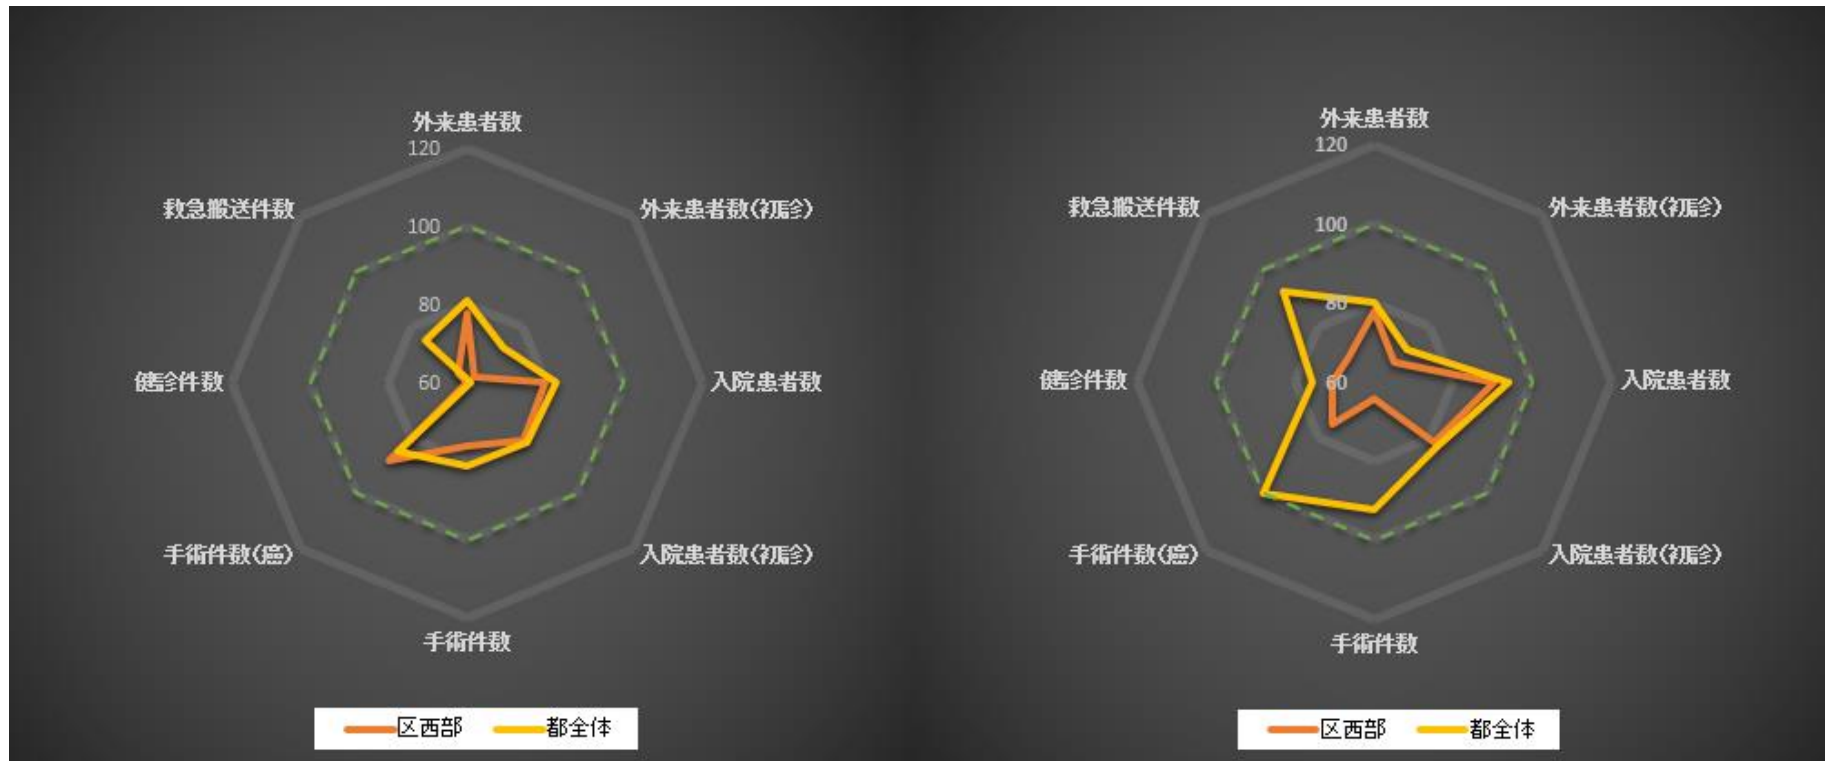 外来患者数
120
外来患者数(初診)
100
80
60
入院患者数
入院患者数(初診)
手術件数
手術件数(癌)
健診件数
救急搬送件数
区西部
都全体
外来患者数
120
外来患者数(初診)
100
80
60
入院患者数
入院患者数(初診)
手術件数
手術件数(癌)
健診件数
救急搬送件数
区西部
都全体